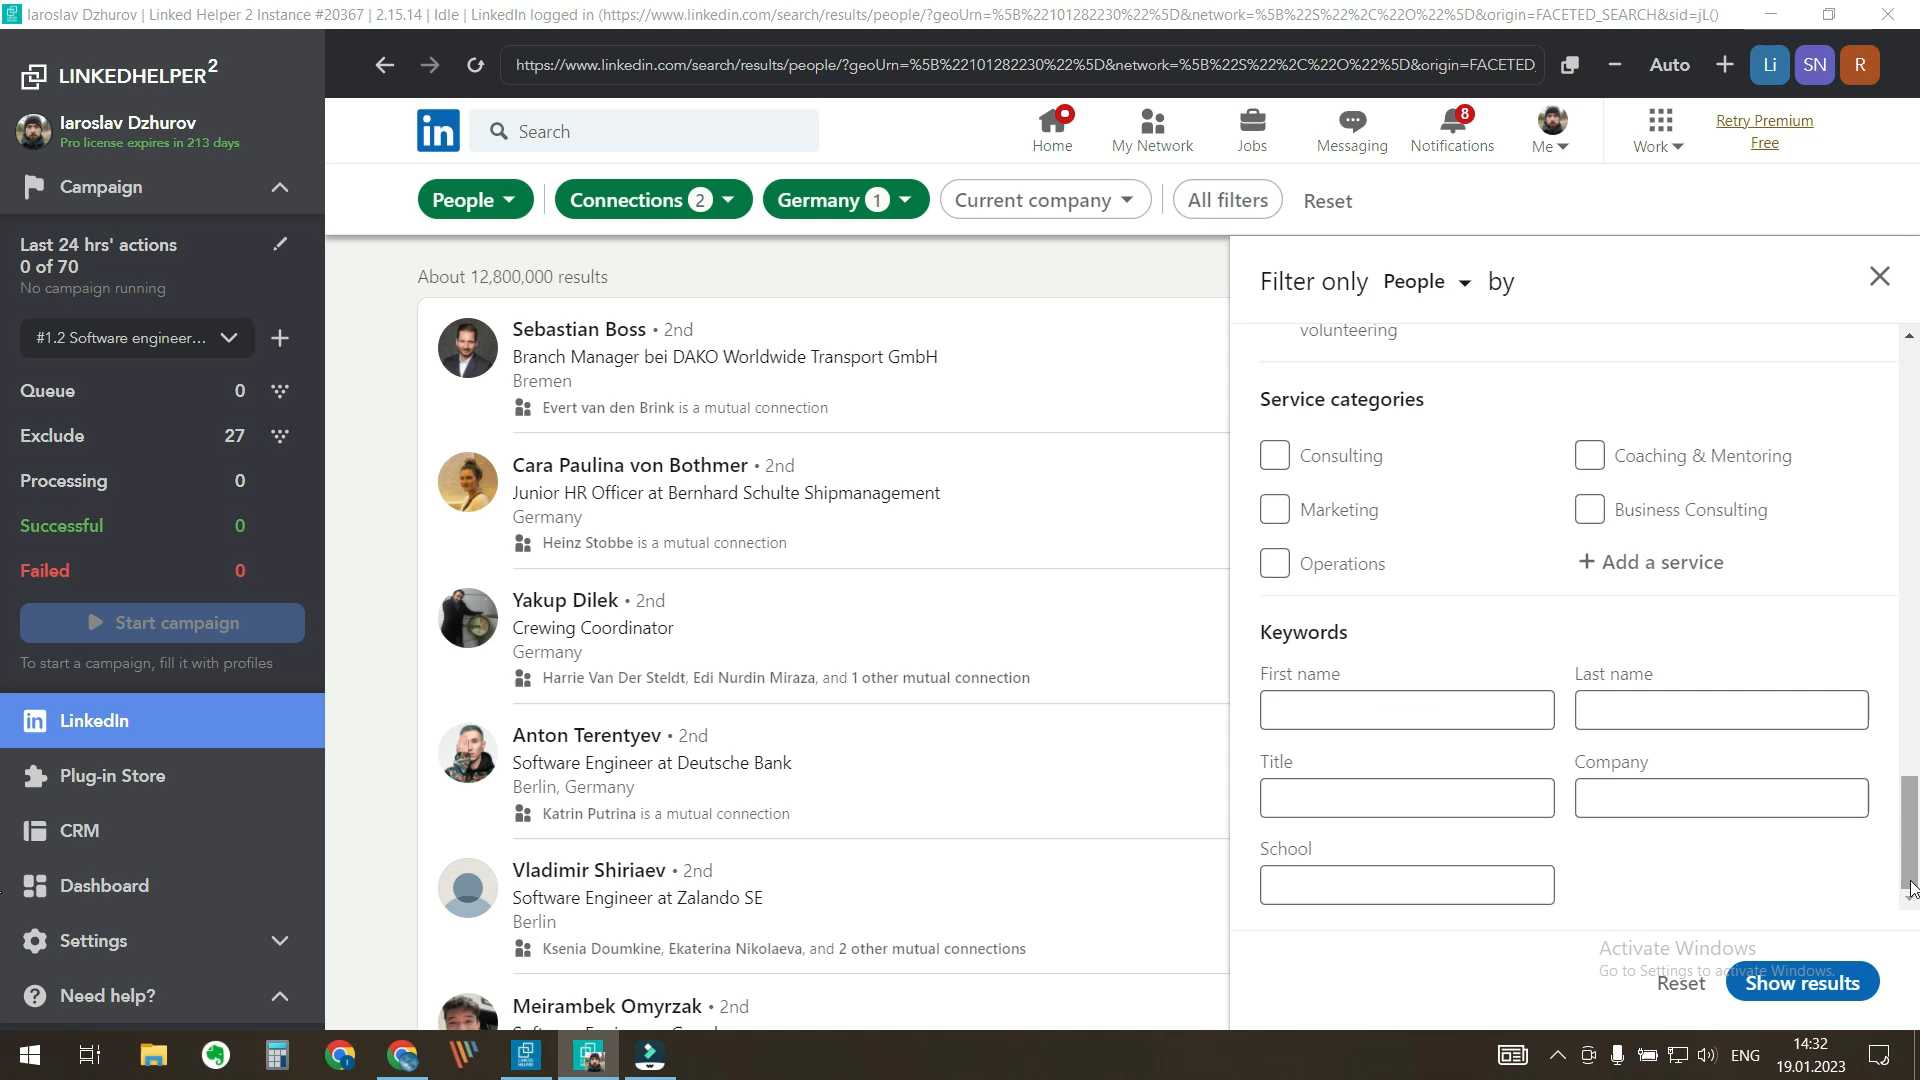 Iaroslav Dzhurov | Linked Helper 2 Instance #20367 | 2.15.14 | Idle | LinkedIn logged in (https://www.linkedin.com/search/results/people/?geoUrn=%5B%22101282230%22%5D&network=%5B%22S%22%2C%22O%22%5D&origin=FACETED_SEARCH&sid=jL()
LINKEDHELPER 2
https://www.linkedin.com/search/results/people/?geoUrn=%5B%22101282230%22%5D&network=%5B%22S%22%2C%22O%22%5D&origin=FACETED_
Auto
Li
SN
R
Iaroslav Dzhurov
Pro license expires in 213 days
Campaign
Last 24 hrs' actions
0 of 70
No campaign running
#1.2 Software engineer...
Queue 0
Exclude 27
Processing 0
Successful 0
Failed 0
Start campaign
To start a campaign, fill it with profiles
LinkedIn
Plug-in Store
CRM
Dashboard
Settings
Need help?
in
Search
Home
My Network
Jobs
Messaging
8
Notifications
Me
Work
Retry Premium
Free
People
Connections 2
Germany 1
Current company
All filters
Reset
About 12,800,000 results
Sebastian Boss • 2nd
Branch Manager bei DAKO Worldwide Transport GmbH
Bremen
Evert van den Brink is a mutual connection
Cara Paulina von Bothmer • 2nd
Junior HR Officer at Bernhard Schulte Shipmanagement
Germany
Heinz Stobbe is a mutual connection
Yakup Dilek • 2nd
Crewing Coordinator
Germany
Harrie Van Der Steldt, Edi Nurdin Miraza, and 1 other mutual connection
Anton Terentyev • 2nd
Software Engineer at Deutsche Bank
Berlin, Germany
Katrin Putrina is a mutual connection
Vladimir Shiriaev • 2nd
Software Engineer at Zalando SE
Berlin
Ksenia Doumkine, Ekaterina Nikolaeva, and 2 other mutual connections
Meirambek Omyrzak • 2nd
Filter only People by
volunteering
Service categories
Consulting
Coaching & Mentoring
Marketing
Business Consulting
Operations
+ Add a service
Keywords
First name
Last name
Title
Company
School
Activate Windows
Go to Settings to activate Windows.
Reset
Show results
ENG
14:32
19.01.2023